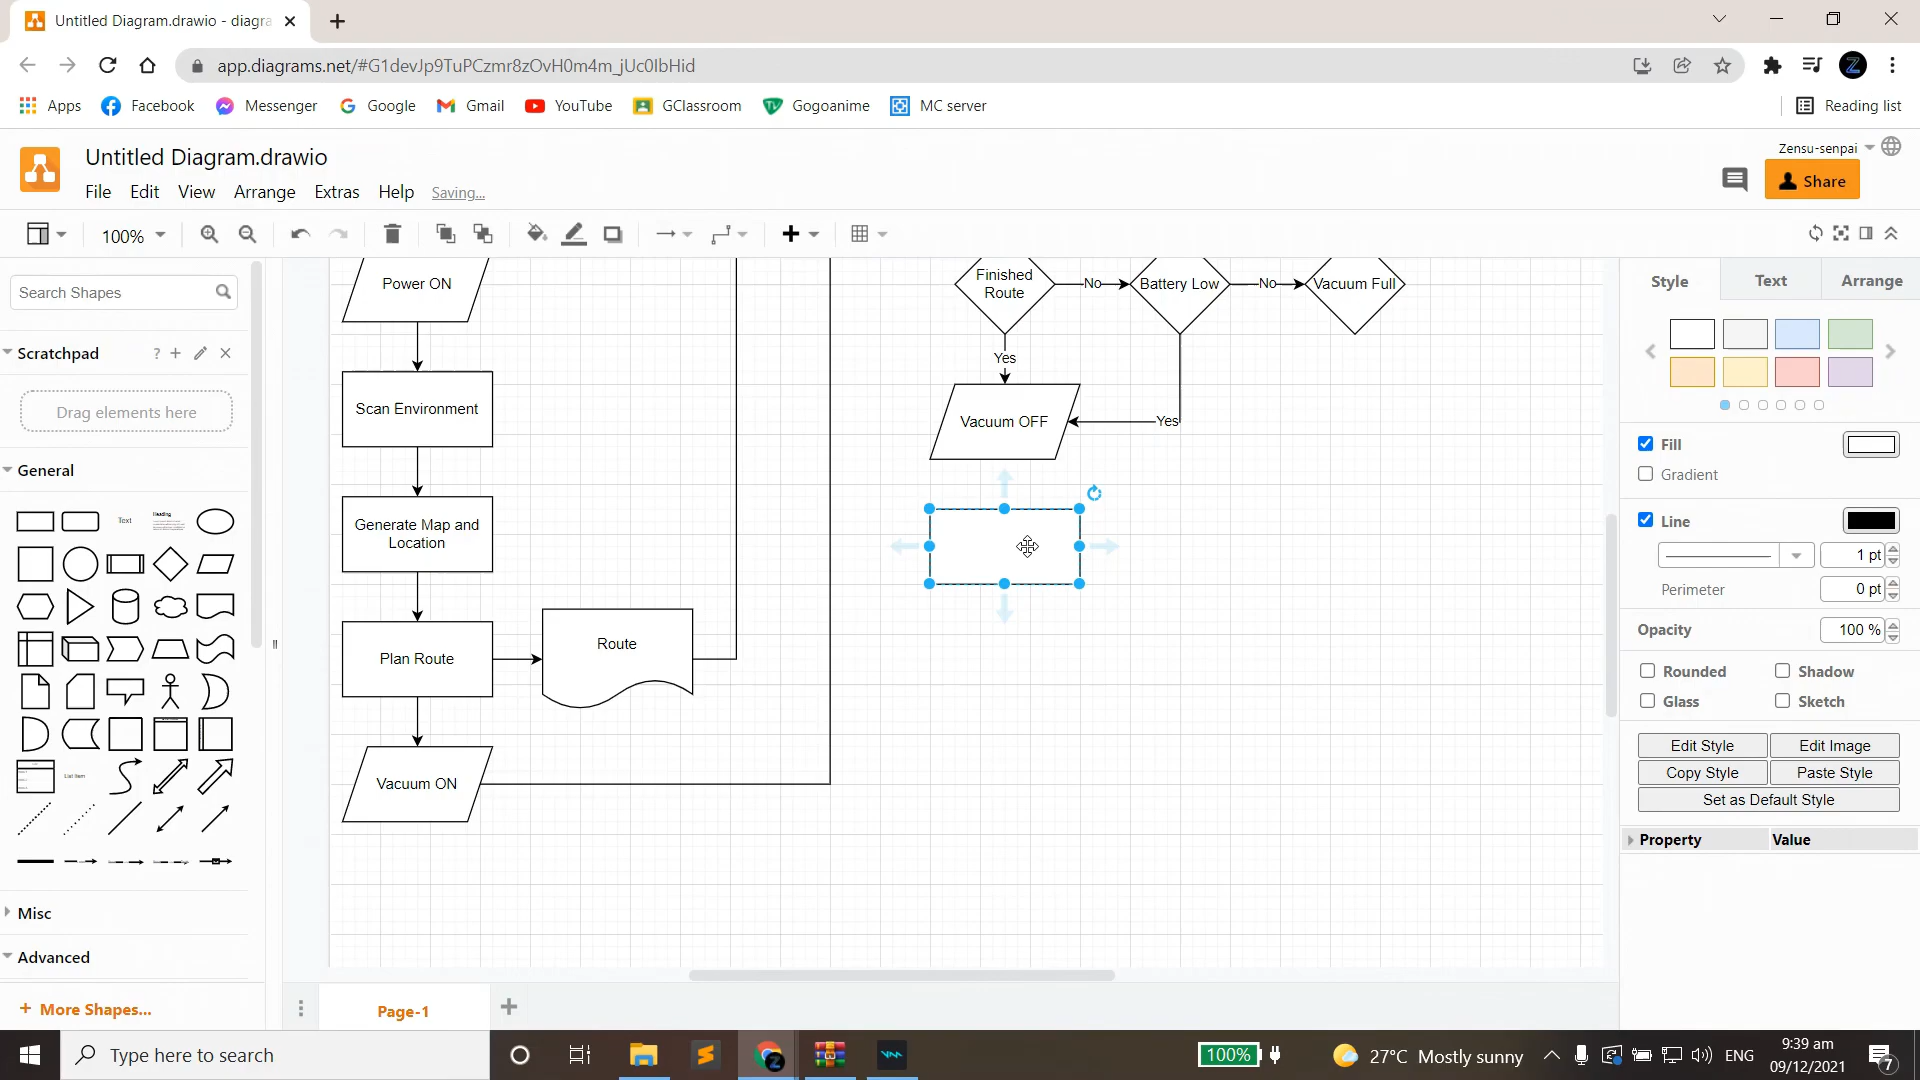 Untitled Diagram.drawio - diagra
app.diagrams.net/#G1devJp9TuPCzmr8zOvH0m4m_jUc0IbHid
Apps
Facebook
Messenger
Google
Gmail
YouTube
GClassroom
Gogoanime
MC server
Reading list
Untitled Diagram.drawio
Zensu-senpai
File
Edit
View
Arrange
Extras
Help
Saving...
Share
100%
Search Shapes
Scratchpad
?
Drag elements here
General
Text
Heading
List Item
Misc
Advanced
+ More Shapes...
Power ON
Scan Environment
Generate Map and
Location
Plan Route
Route
Vacuum ON
Finished
Route
No
Battery Low
No
Vacuum Full
Yes
Vacuum OFF
Yes
Page-1
Style
Text
Arrange
Fill
Gradient
Line
1 pt
Perimeter
0 pt
Opacity
100 %
Rounded
Shadow
Glass
Sketch
Edit Style
Edit Image
Copy Style
Paste Style
Set as Default Style
Property
Value
Type here to search
100%
27°C Mostly sunny
ENG
9:39 am
09/12/2021
7